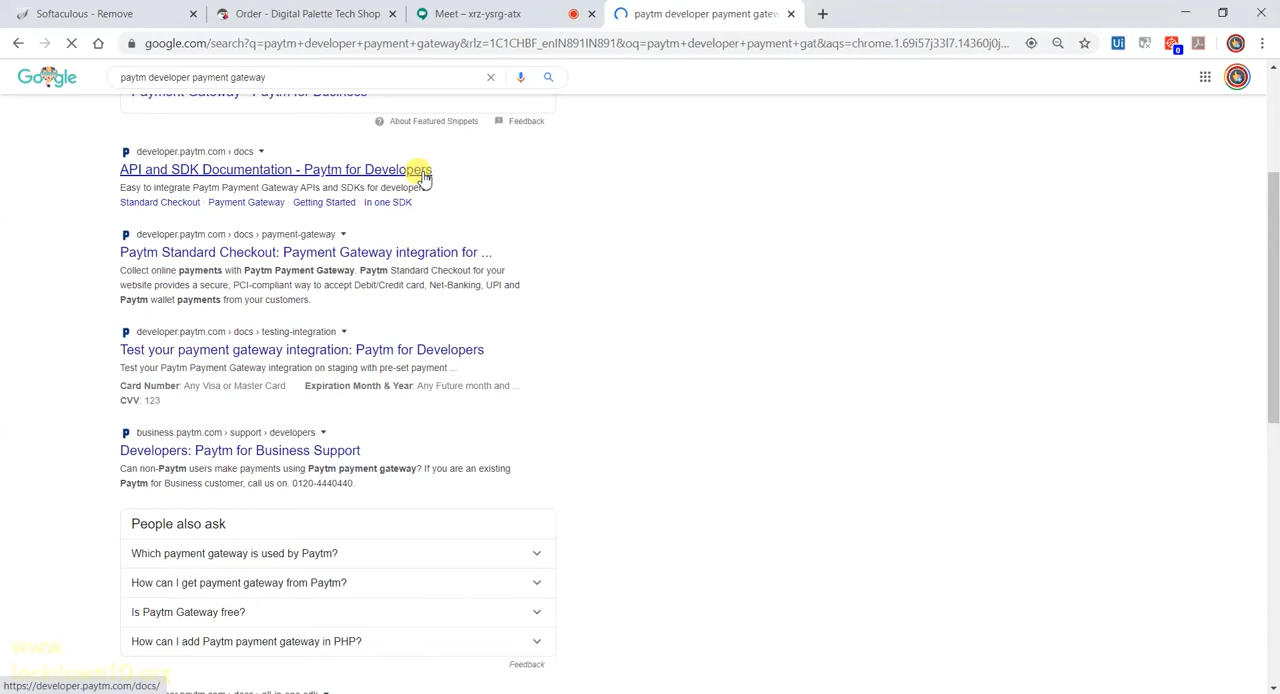 Softaculous - Remove
Order - Digital Palette Tech Shop
Meet – xrz-ysrg-atx
paytm developer payment gatew
google.com/search?q=paytm+developer+payment+gateway&rlz=1C1CHBF_enIN891IN891&oq=paytm+developer+payment+gat&aqs=chrome.1.69i57j33l7.14360j0j...
Google
paytm developer payment gateway
Payment Gateway - Paytm for Business
About Featured Snippets
Feedback
developer.paytm.com › docs
API and SDK Documentation - Paytm for Developers
Easy to integrate Paytm Payment Gateway APIs and SDKs for developers
Standard Checkout · Payment Gateway · Getting Started · In one SDK
developer.paytm.com › docs › payment-gateway
Paytm Standard Checkout: Payment Gateway integration for ...
Collect online payments with Paytm Payment Gateway. Paytm Standard Checkout for your
website provides a secure, PCI-compliant way to accept Debit/Credit card, Net-Banking, UPI and
Paytm wallet payments from your customers.
developer.paytm.com › docs › testing-integration
Test your payment gateway integration: Paytm for Developers
Test your Paytm Payment Gateway integration on staging with pre-set payment ...
Card Number: Any Visa or Master Card Expiration Month & Year: Any Future month and ...
CVV: 123
business.paytm.com › support › developers
Developers: Paytm for Business Support
Can non-Paytm users make payments using Paytm payment gateway? If you are an existing
Paytm for Business customer, call us on. 0120-4440440.
People also ask
Which payment gateway is used by Paytm?
How can I get payment gateway from Paytm?
Is Paytm Gateway free?
How can I add Paytm payment gateway in PHP?
Feedback
www
https://developer.paytm.com/docs/